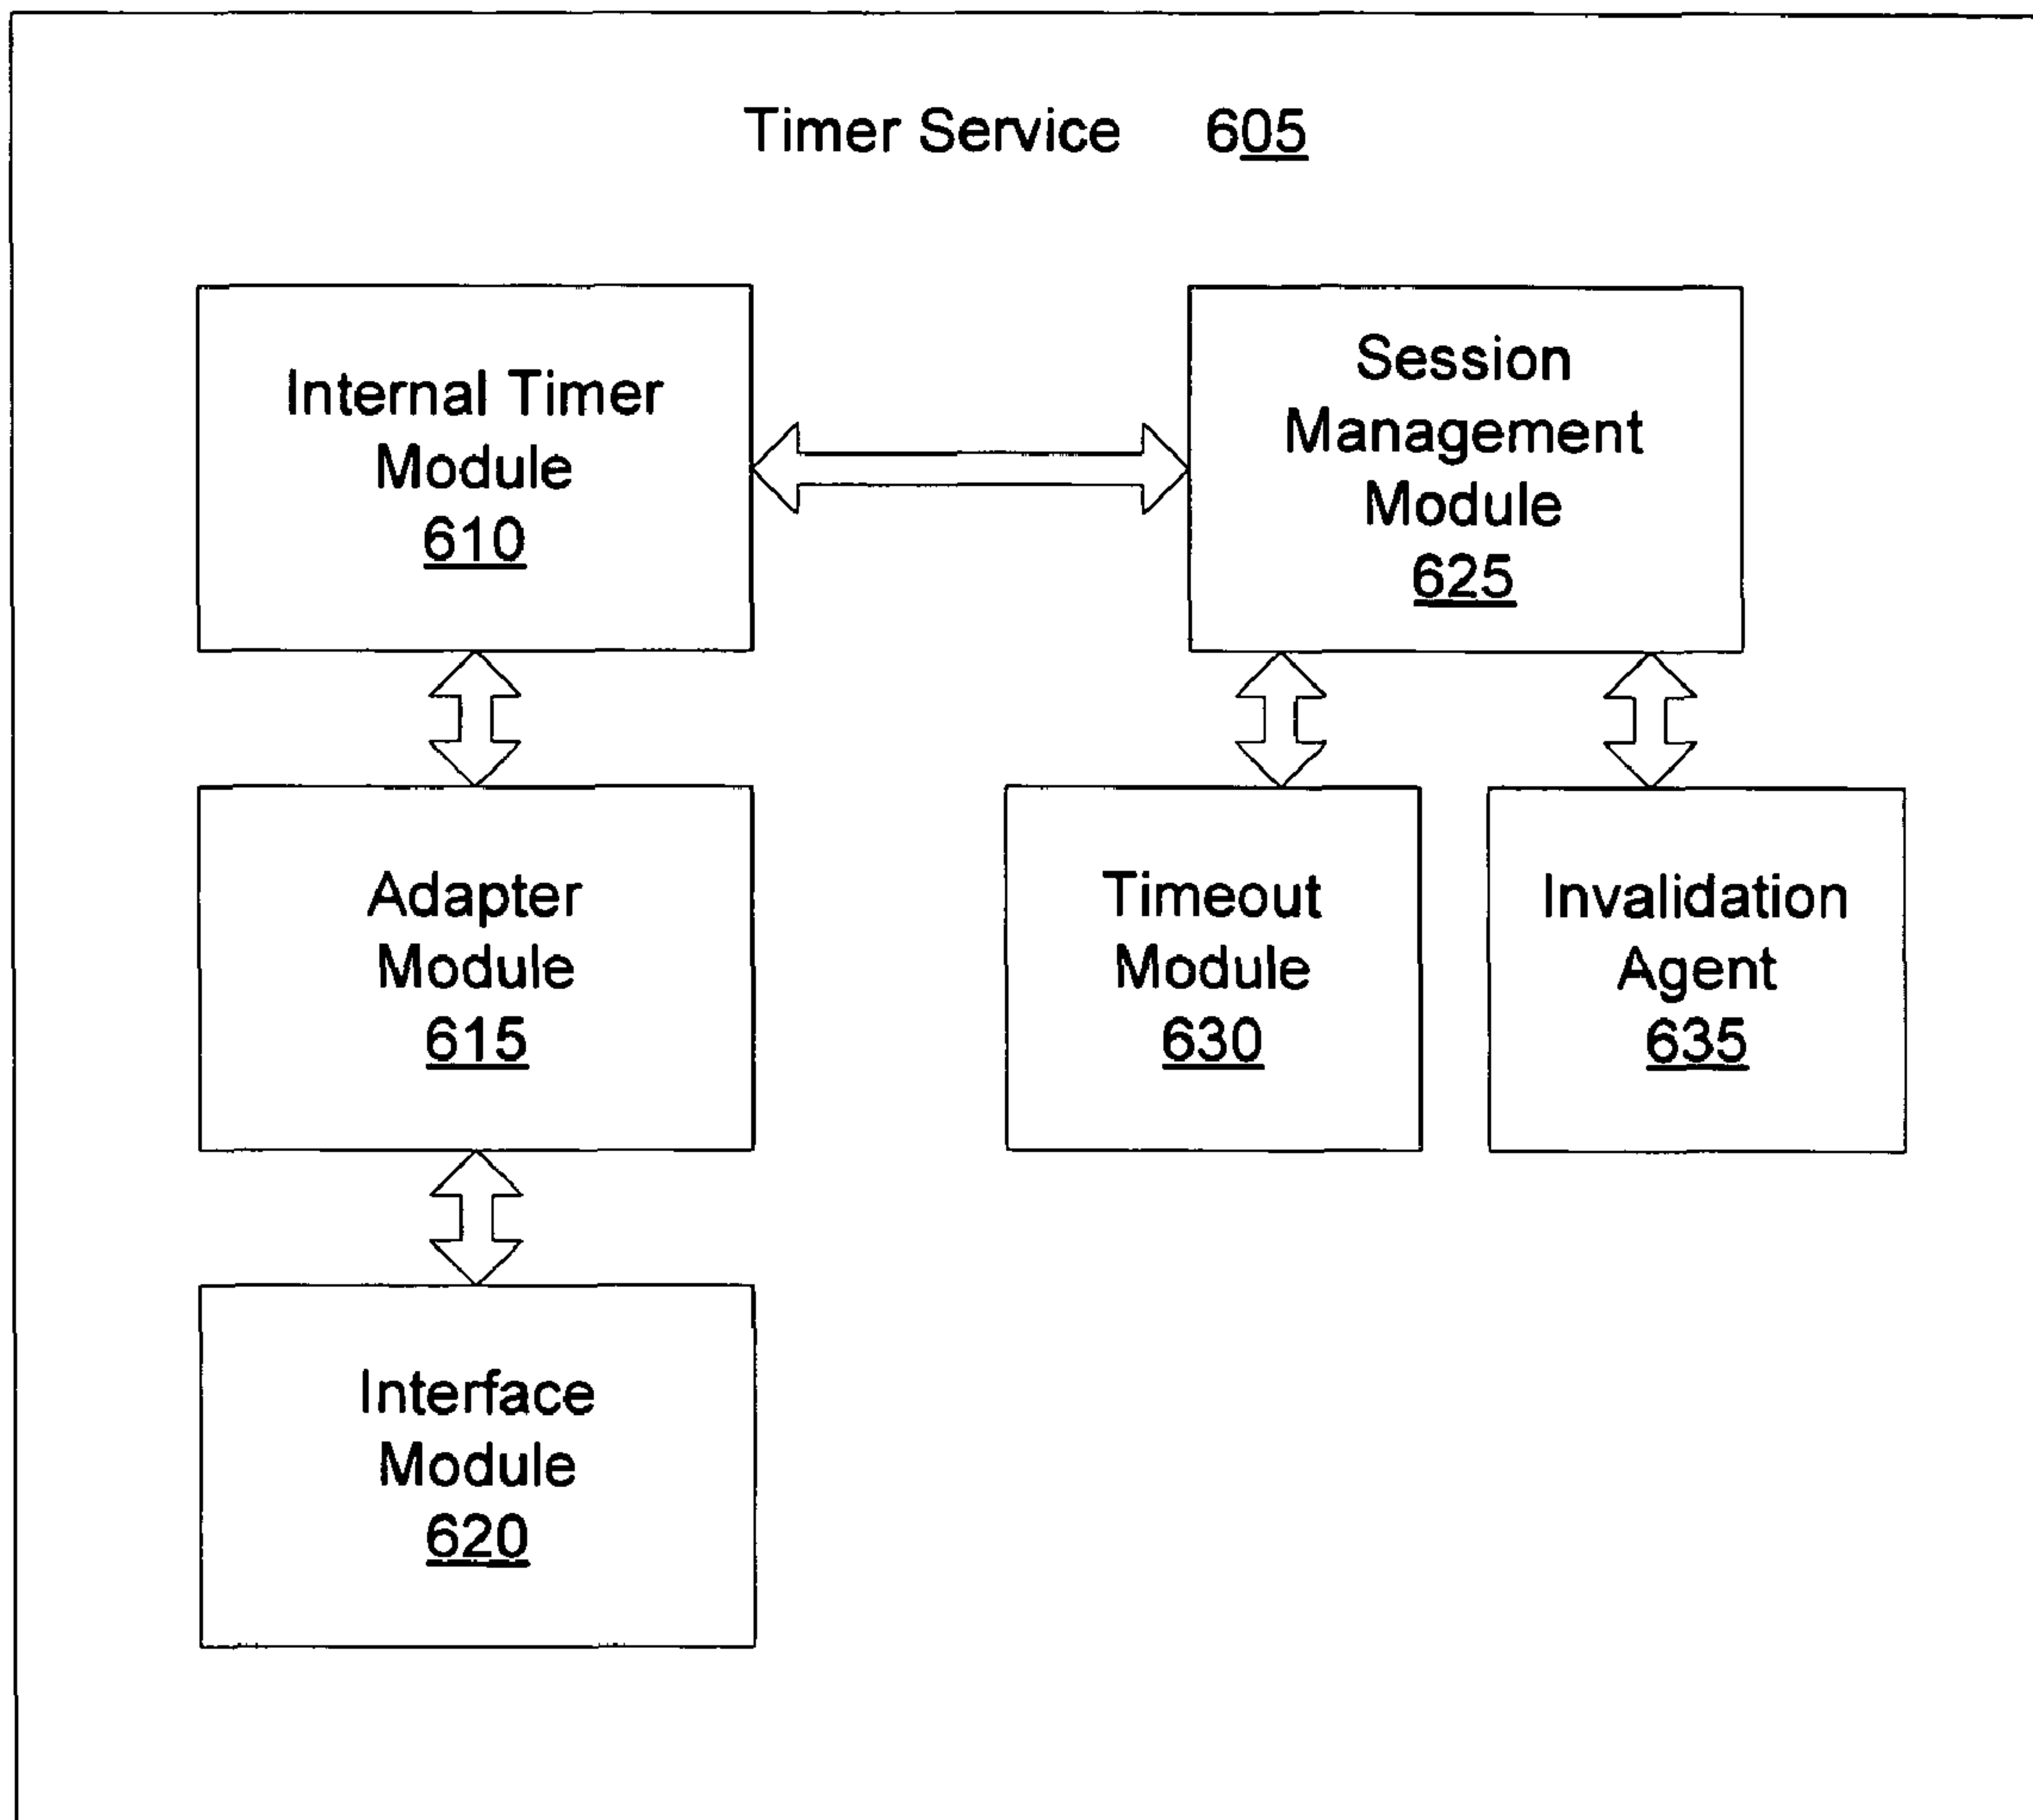 Timer Service 605
Internal Timer
Module
610
Session
Management
Module
625
Adapter
Module
615
Timeout
Module
630
Invalidation
Agent
635
Interface
Module
620